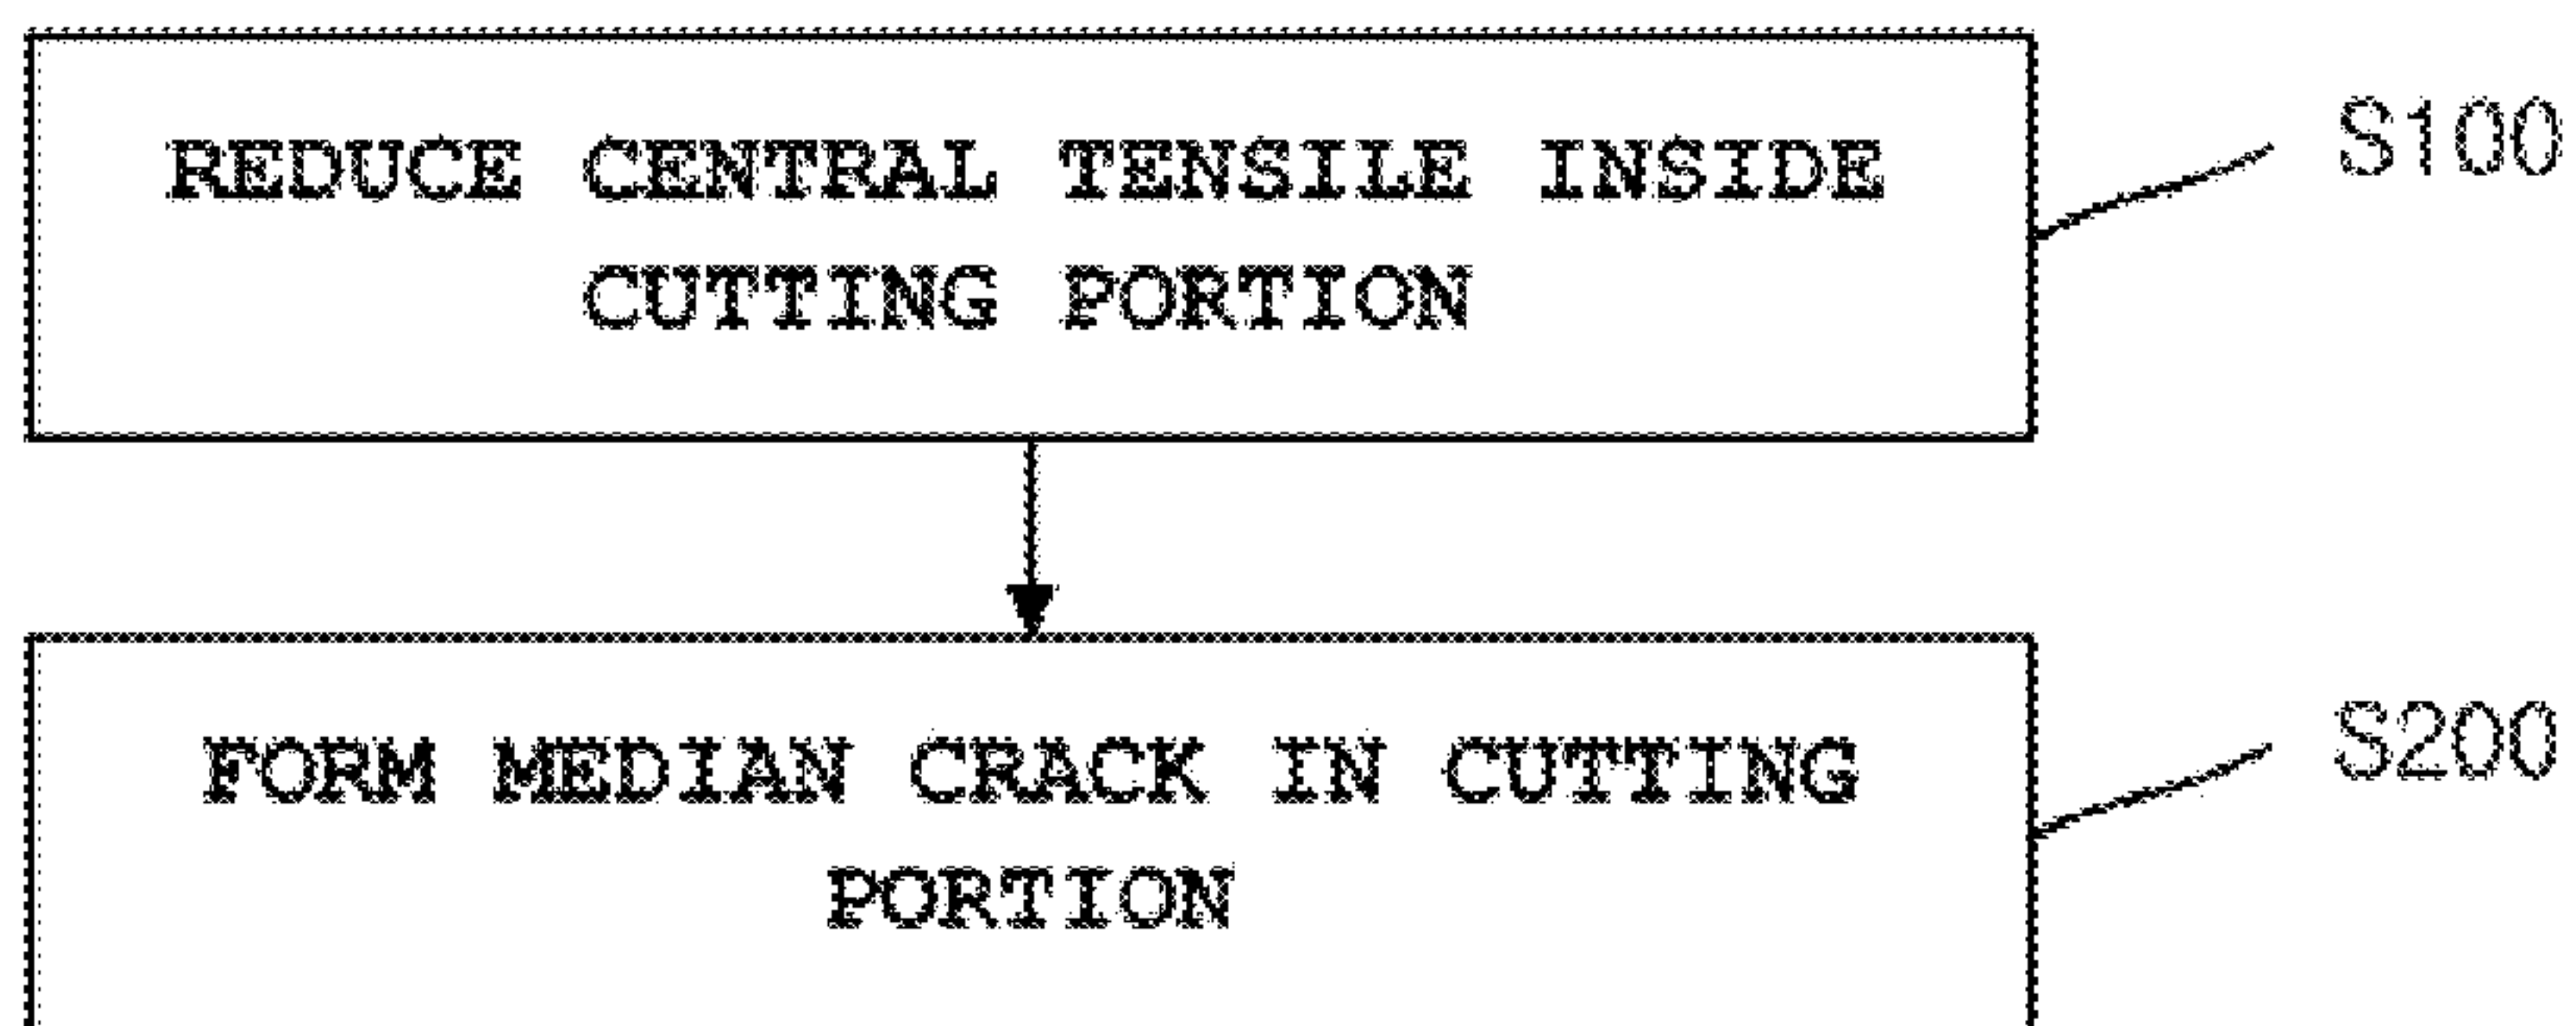 REDUCE CENTRAL TENSILE INSIDE
CUTTING PORTION
S100
FORM MEDIAN CRACK IN CUTTING
PORTION
S200